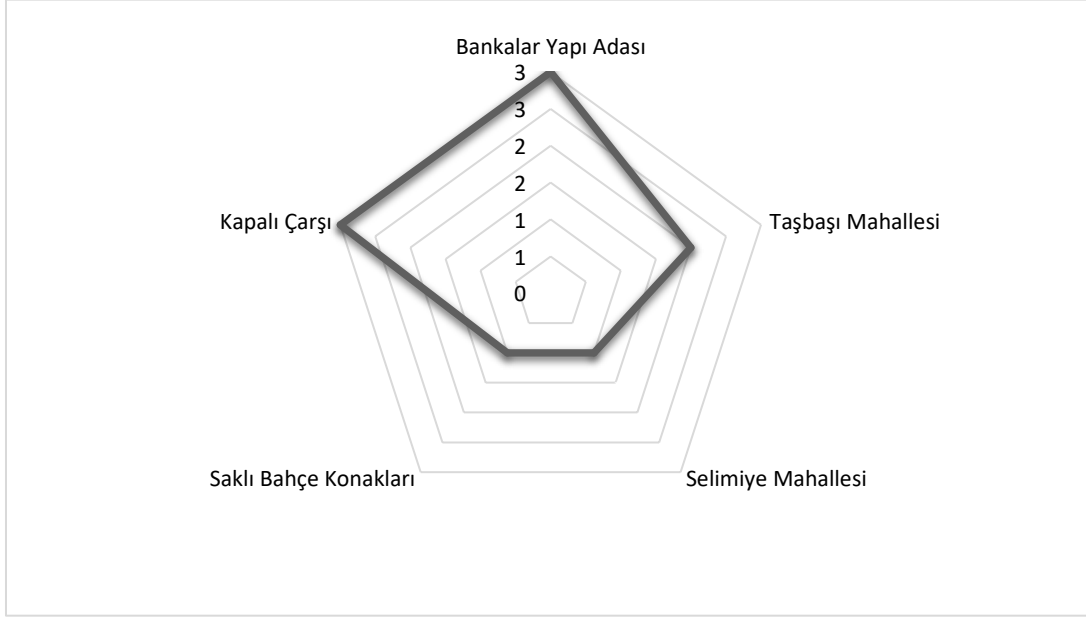 Bankalar Yapı Adası
3
3
2
2
1
1
0
Kapalı Çarşı
Taşbaşı Mahallesi
Saklı Bahçe Konakları
Selimiye Mahallesi